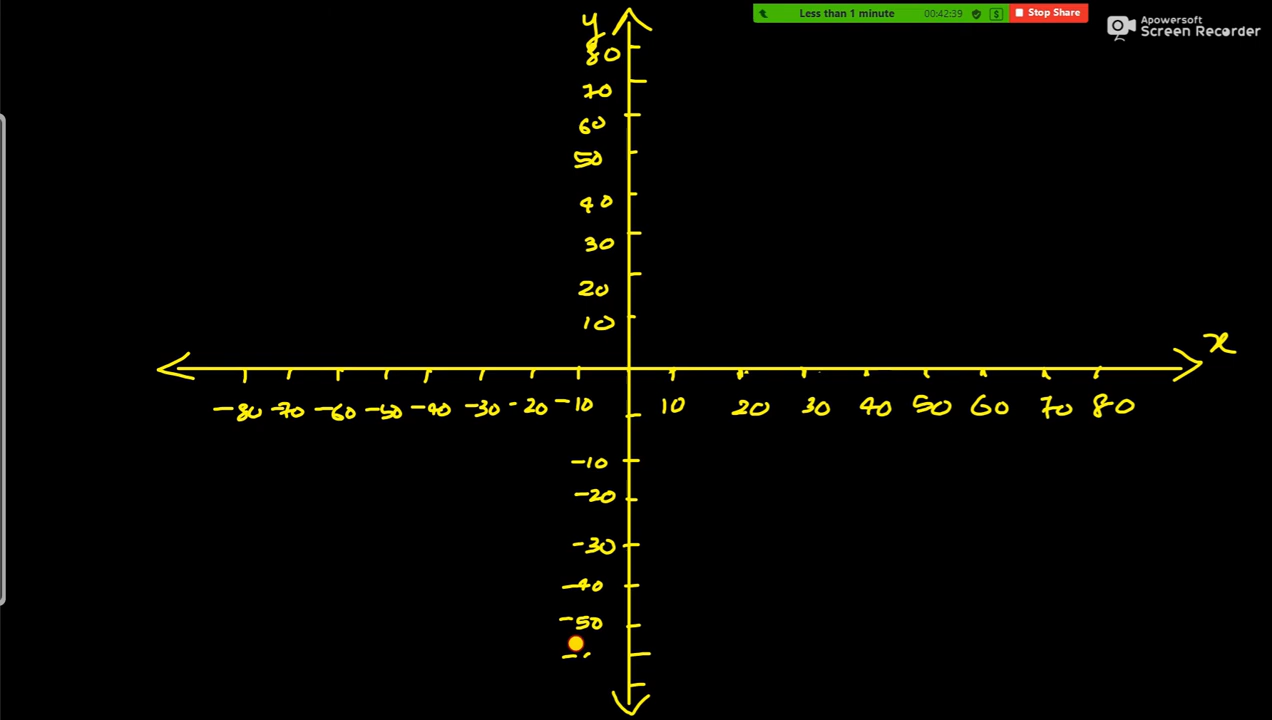 Less than 1 minute 00:42:39 Stop Share
Apowersoft
Screen Recorder
y
80
70
60
50
40
30
20
10
x
-80 -70 -60 -50 -40 -30 -20 -10 10 20 30 40 50 60 70 80
-10
-20
-30
-40
-50